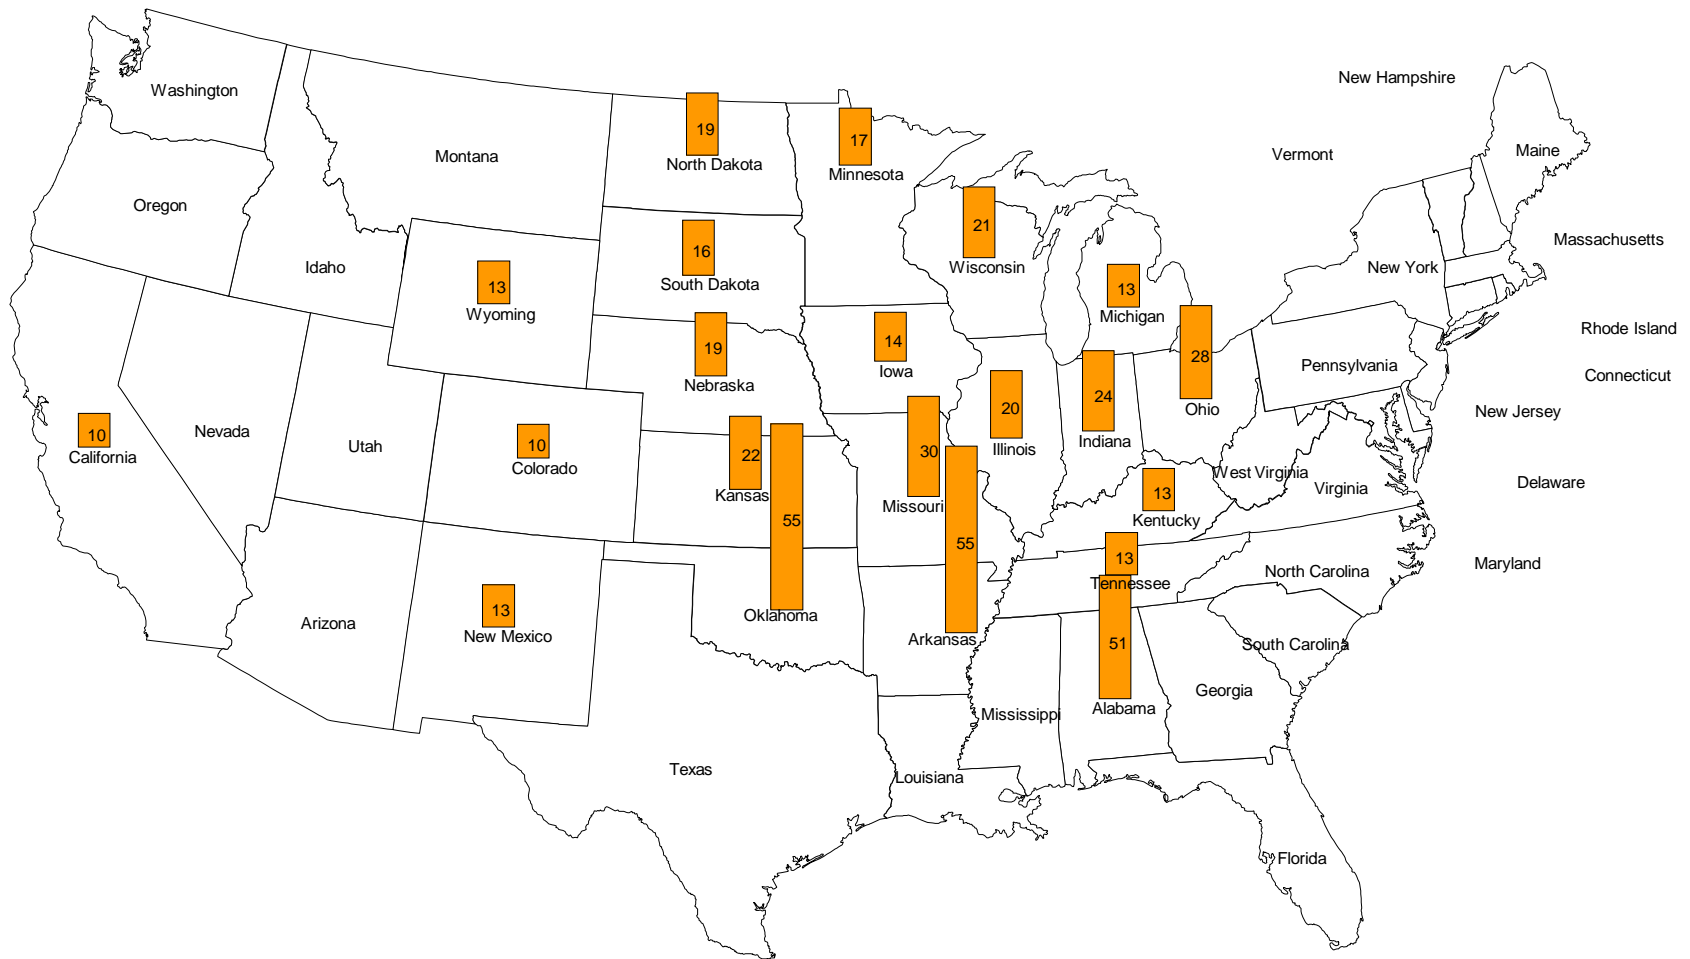 New Hampshire
Washington
19
North Dakota
17
Minnesota
Vermont
Maine
Montana
Oregon
21
Wisconsin
Massachusetts
16
South Dakota
Idaho
New York
13
Wyoming
13
Michigan
Rhode Island
19
Nebraska
14
Iowa
28
Ohio
Pennsylvania
Connecticut
24
Indiana
20
Illinois
New Jersey
10
California
Nevada
Utah
10
Colorado
22
Kansas
30
Missouri
West Virginia
Virginia
Delaware
13
Kentucky
55
Oklahoma
55
Arkansas
13
Tennessee
North Carolina
Maryland
13
New Mexico
Arizona
51
Alabama
South Carolina
Georgia
Mississippi
Texas
Louisiana
Florida